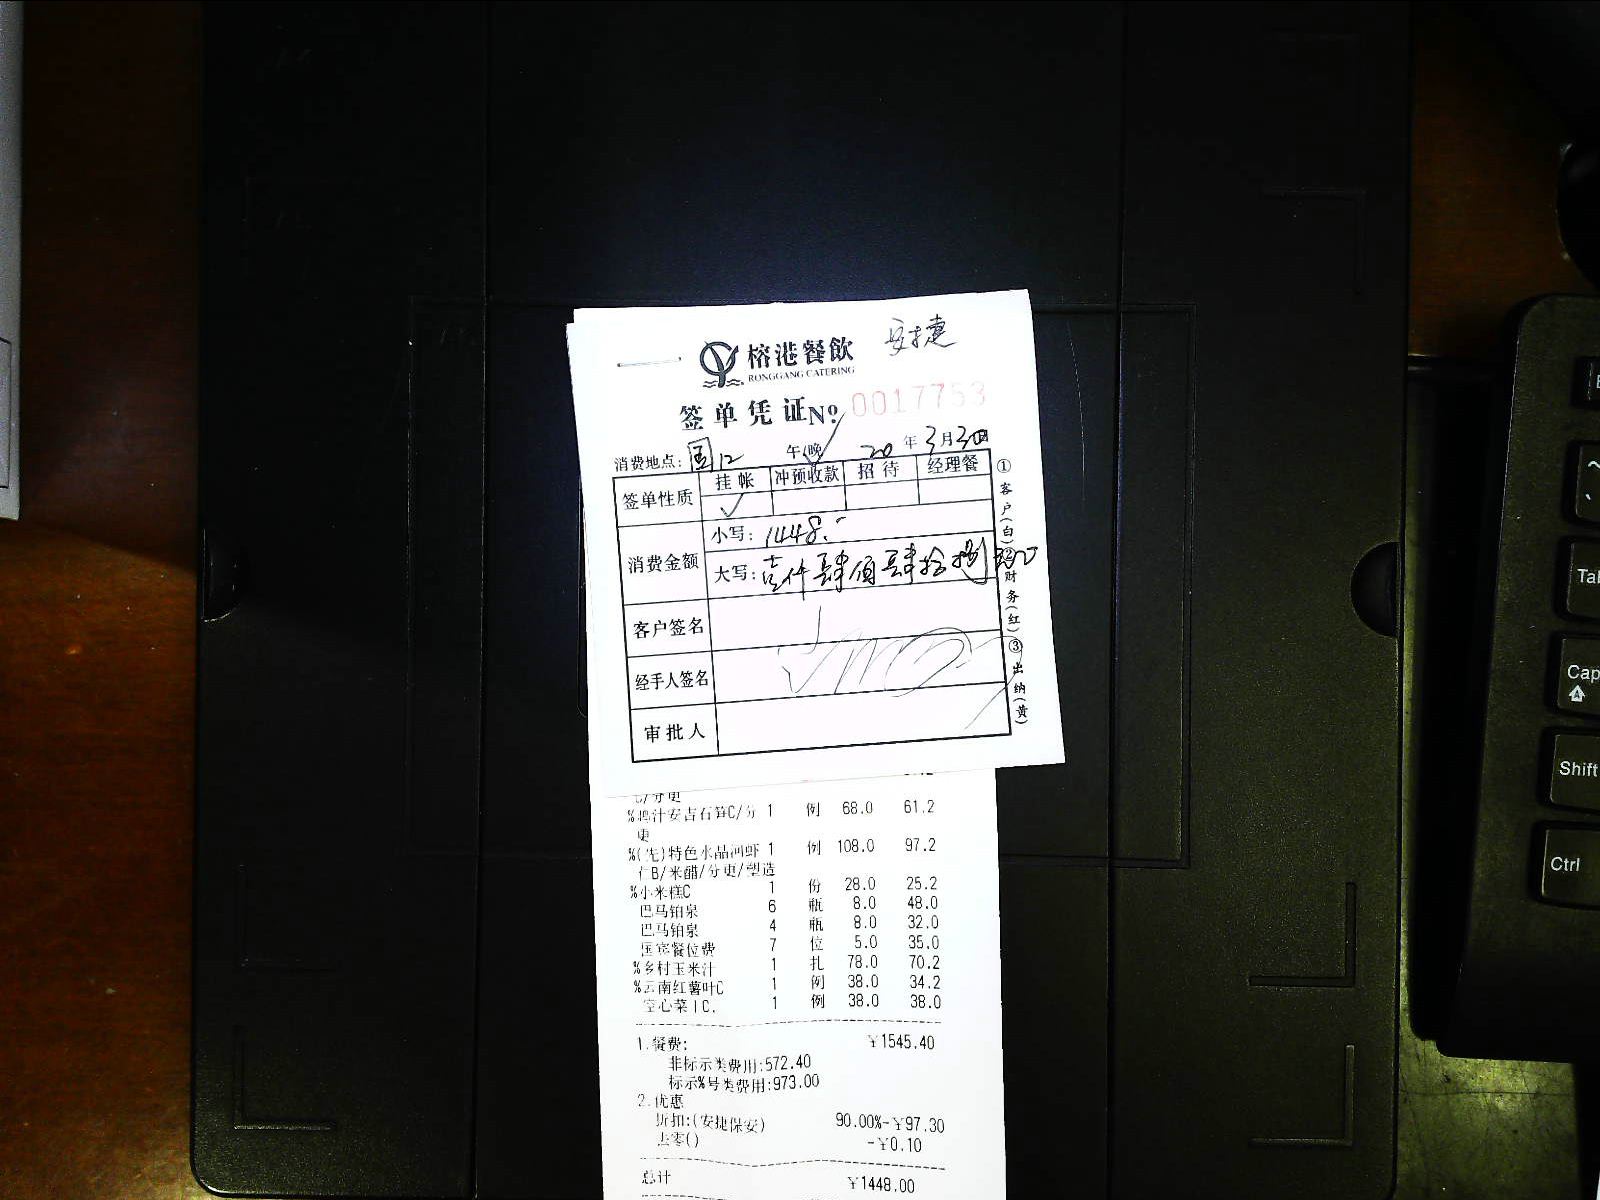 安捷
榕港餐飲
RONGGANG CATERING
签单凭证 No 0017753
消费地点: 国12 午(晚 20 年 3 月 30日
签单性质 挂帐 冲预收款 招待 经理餐
✓
消费金额 小写: 1448.-
大写: 壹仟肆佰肆拾捌
客户签名
经手人签名
审批人
①客户(白)②财务(红)③出纳(黄)
C/分更
%鲍汁安吉石笋C/分 1 例 68.0 61.2
更
%(先)特色水晶河虾 1 例 108.0 97.2
仁B/米醋/分更/塑造
%小米糕C 1 份 28.0 25.2
巴马铂泉 6 瓶 8.0 48.0
巴马铂泉 4 瓶 8.0 32.0
国宾餐位费 7 位 5.0 35.0
%乡村玉米汁 1 扎 78.0 70.2
%云南红薯叶C 1 例 38.0 34.2
空心菜 1 例 38.0 38.0
1.餐费: ￥1545.40
非标示类费用:572.40
标示%号类费用:973.00
2.优惠
折扣:(安捷保安) 90.00%-￥97.30
去零() -￥0.10
总计 ￥1448.00